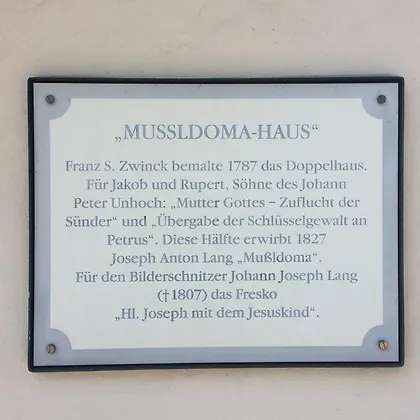 „MUSSLDOMA-HAUS“
Franz S. Zwinck bemalte 1787 das Doppelhaus.
Für Jakob und Rupert, Söhne des Johann
Peter Unhoch: „Mutter Gottes – Zuflucht der
Sünder“ und „Übergabe der Schlüsselgewalt an
Petrus“. Diese Hälfte erwirbt 1827
Joseph Anton Lang „Mußldoma“.
Für den Bilderschnitzer Johann Joseph Lang
(†1807) das Fresko
„Hl. Joseph mit dem Jesuskind“.